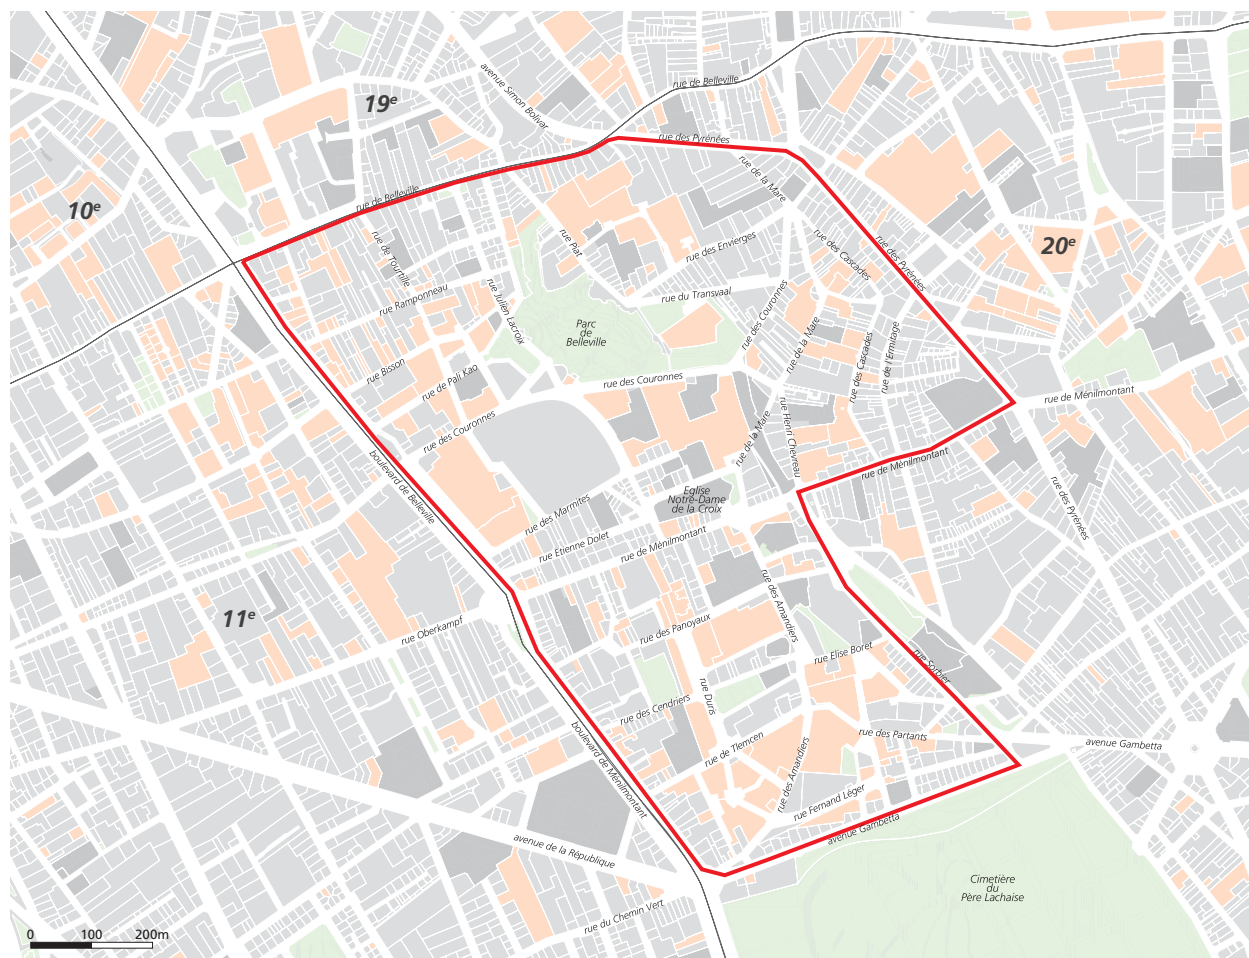 avenue Simon Bolivar
rue de Belleville
19e
rue des Pyrénées
rue de la Mare
10e
rue de Belleville
rue de Tourtille
rue Piat
rue des Envierges
rue des Cascades
rue des Pyrénées
20e
rue Ramponneau
rue Julien Lacroix
rue du Transvaal
rue des Couronnes
Parc
de
Belleville
rue de la Mare
rue des Cascades
rue de l'Ermitage
rue Bisson
rue de Pali Kao
rue des Couronnes
rue de Ménilmontant
rue des Couronnes
rue de la Mare
rue Henri Chevreau
boulevard de Belleville
rue de Ménilmontant
Eglise
Notre-Dame
de la Croix
rue des Marmites
rue des Pyrénées
rue Etienne Dolet
rue de Ménilmontant
11e
rue Oberkampf
rue des Amandiers
rue des Panoyaux
rue Elise Boret
rue Sorbier
rue des Cendriers
rue Duris
boulevard de Ménilmontant
rue de Tlemcen
rue des Partants
avenue Gambetta
rue des Amandiers
rue Fernand Léger
avenue Gambetta
avenue de la République
Cimetière
du
Père Lachaise
rue du Chemin Vert
0 100 200m